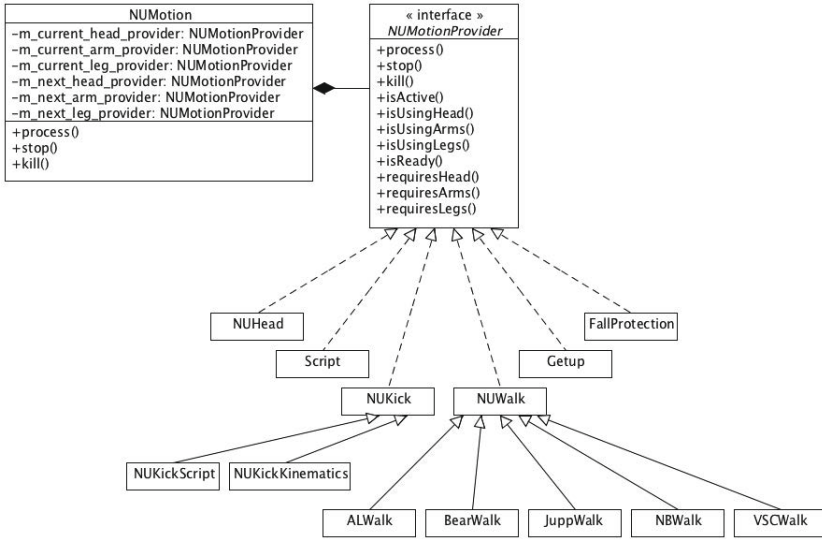 NUMotion
-m_current_head_provider: NUMotionProvider
-m_current_arm_provider: NUMotionProvider
-m_current_leg_provider: NUMotionProvider
-m_next_head_provider: NUMotionProvider
-m_next_arm_provider: NUMotionProvider
-m_next_leg_provider: NUMotionProvider
+process()
+stop()
+kill()
« interface »
NUMotionProvider
+process()
+stop()
+kill()
+isActive()
+isUsingHead()
+isUsingArms()
+isUsingLegs()
+isReady()
+requiresHead()
+requiresArms()
+requiresLegs()
NUHead
FallProtection
Script
Getup
NUKick
NUWalk
NUKickScript
NUKickKinematics
ALWalk
BearWalk
JuppWalk
NBWalk
VSCWalk